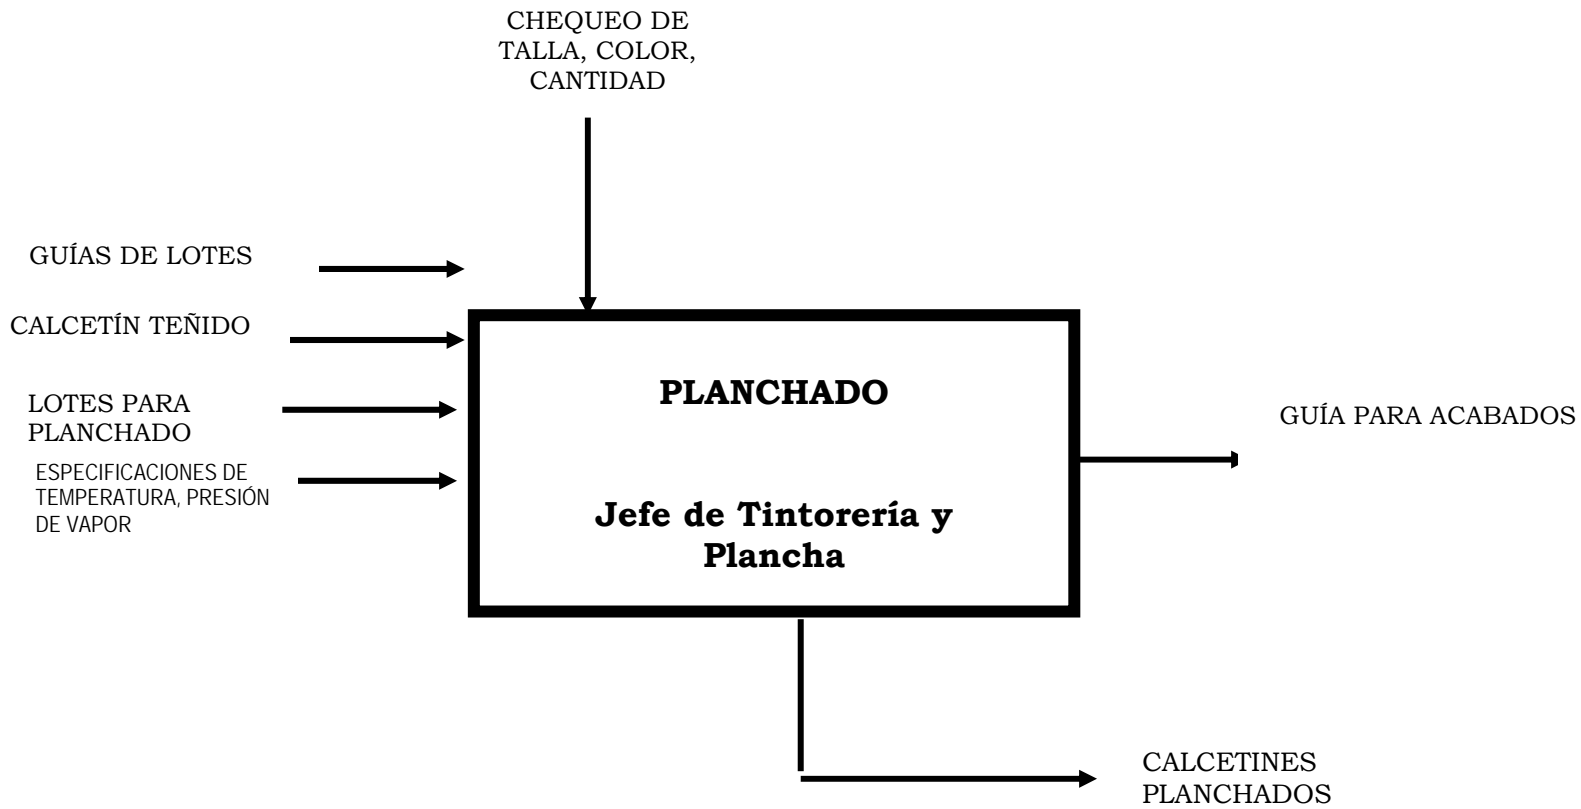 CHEQUEO DE
TALLA, COLOR,
CANTIDAD
GUÍAS DE LOTES
CALCETÍN TEÑIDO
LOTES PARA
PLANCHADO
ESPECIFICACIONES DE
TEMPERATURA, PRESIÓN
DE VAPOR
PLANCHADO
Jefe de Tintorería y
Plancha
GUÍA PARA ACABADOS
CALCETINES
PLANCHADOS